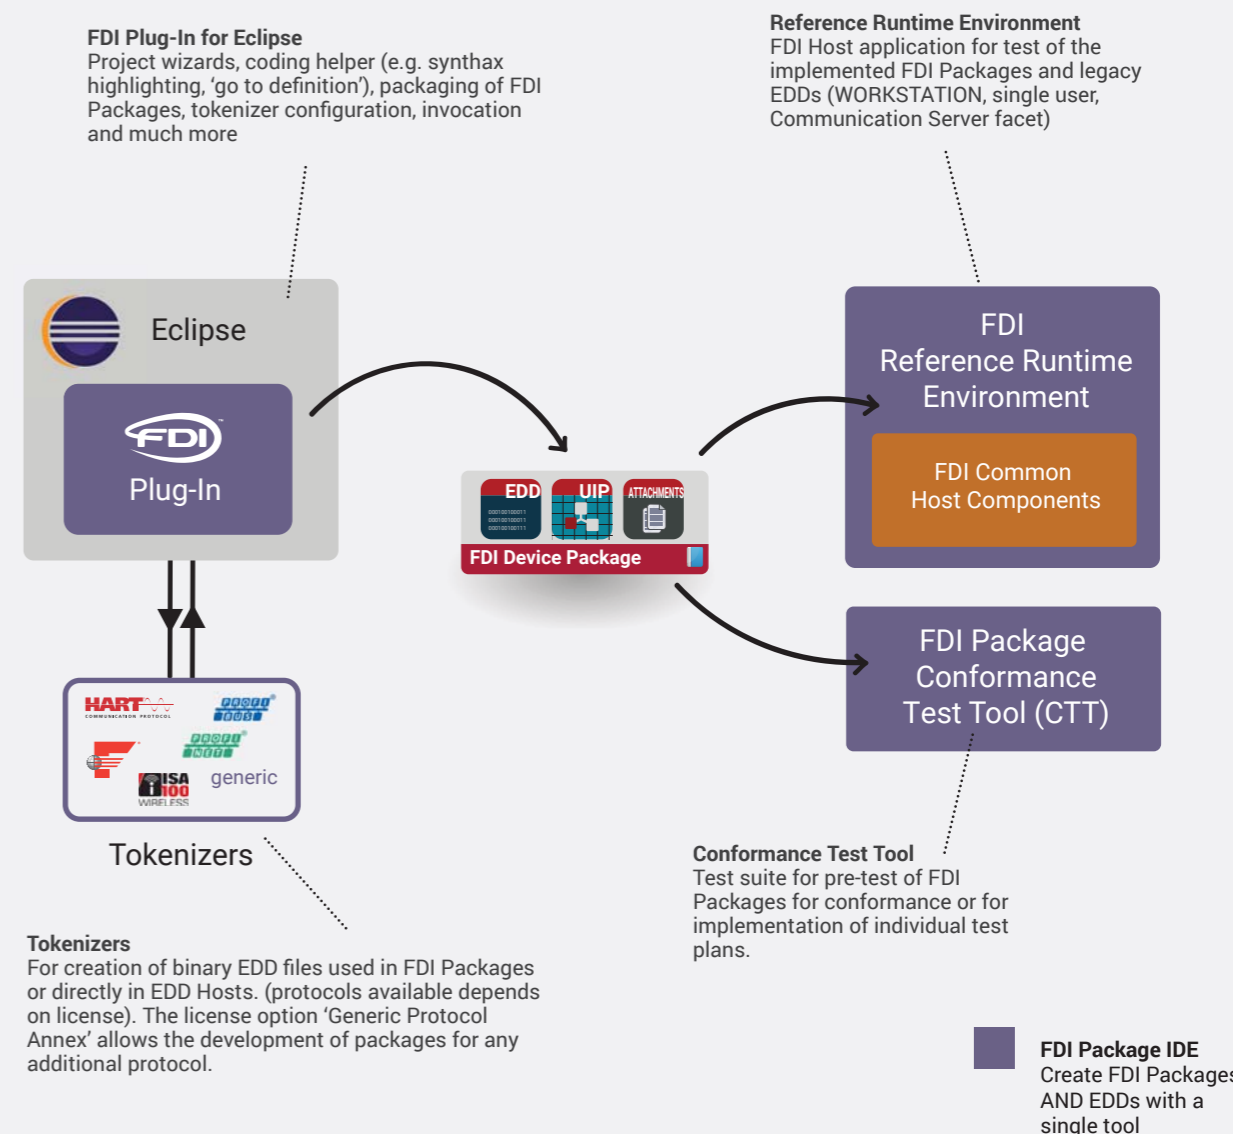 FDI Plug-In for Eclipse
Project wizards, coding helper (e.g. synthax
highlighting, ‘go to definition’), packaging of FDI
Packages, tokenizer configuration, invocation
and much more
Reference Runtime Environment
FDI Host application for test of the
implemented FDI Packages and legacy
EDDs (WORKSTATION, single user,
Communication Server facet)
Eclipse
FDI™
Plug-In
FDI
Reference Runtime
Environment
FDI Common
Host Components
EDD
000100100011
000100100011
000100100111
UIP
ATTACHMENTS
FDI Device Package
FDI Package
Conformance
Test Tool (CTT)
HART
COMMUNICATION PROTOCOL
PROFI®
BUS
PROFI®
NET
ISA
100
WIRELESS
generic
Tokenizers
Conformance Test Tool
Test suite for pre-test of FDI
Packages for conformance or for
implementation of individual test
plans.
Tokenizers
For creation of binary EDD files used in FDI Packages
or directly in EDD Hosts. (protocols available depends
on license). The license option ‘Generic Protocol
Annex’ allows the development of packages for any
additional protocol.
FDI Package IDE
Create FDI Packages
AND EDDs with a
single tool